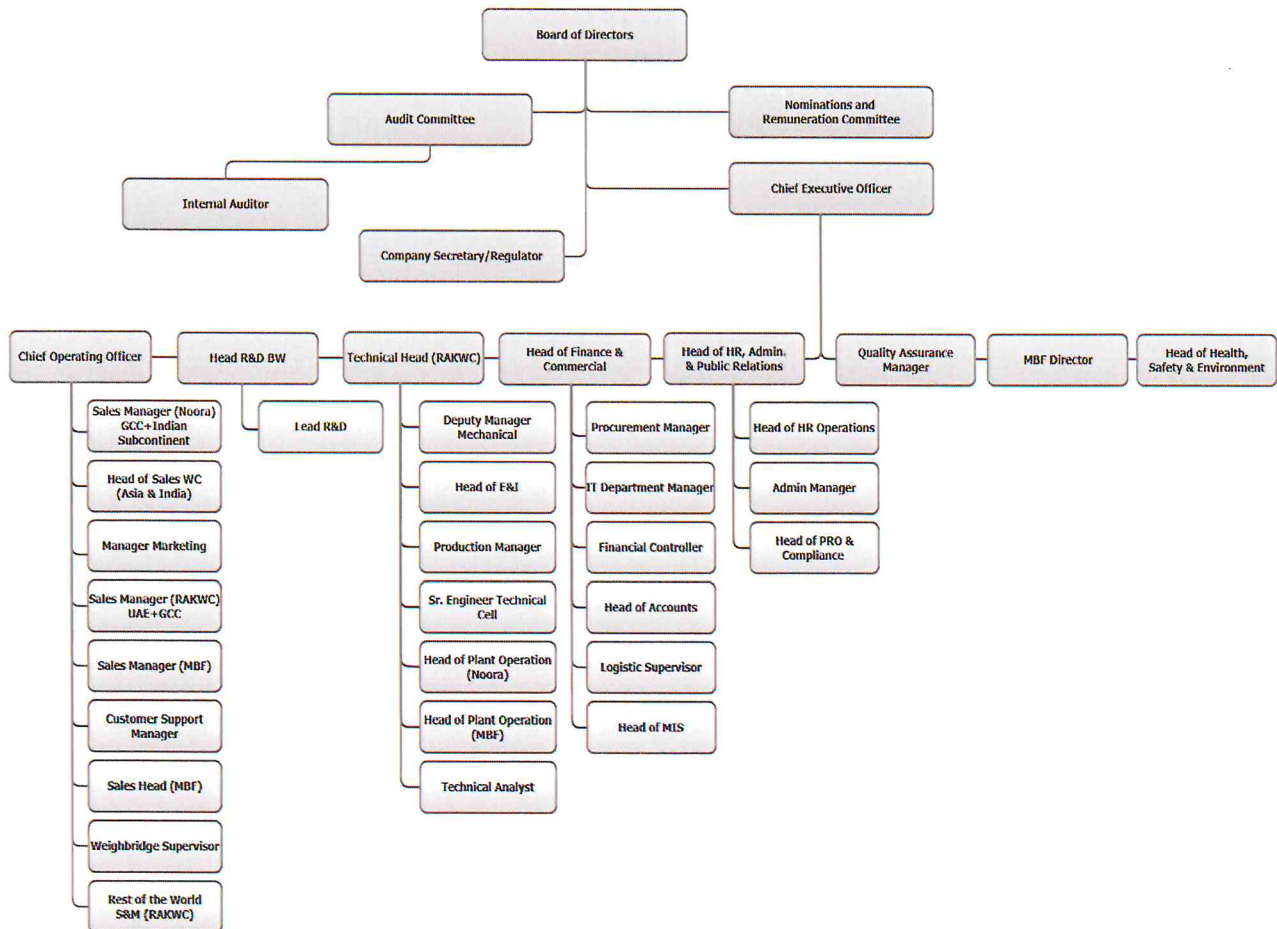 Board of Directors
Audit Committee
Nominations and
Remuneration Committee
Internal Auditor
Chief Executive Officer
Company Secretary/Regulator
Chief Operating Officer
Head R&D BW
Technical Head (RAKWC)
Head of Finance &
Commercial
Head of HR, Admin.
& Public Relations
Quality Assurance
Manager
MBF Director
Head of Health,
Safety & Environment
Sales Manager (Noora)
GCC+Indian
Subcontinent
Head of Sales WC
(Asia & India)
Manager Marketing
Sales Manager (RAKWC)
UAE+GCC
Sales Manager (MBF)
Customer Support
Manager
Sales Head (MBF)
Weighbridge Supervisor
Rest of the World
S&M (RAKWC)
Lead R&D
Deputy Manager
Mechanical
Head of E&I
Production Manager
Sr. Engineer Technical
Cell
Head of Plant Operation
(Noora)
Head of Plant Operation
(MBF)
Technical Analyst
Procurement Manager
IT Department Manager
Financial Controller
Head of Accounts
Logistic Supervisor
Head of MIS
Head of HR Operations
Admin Manager
Head of PRO &
Compliance